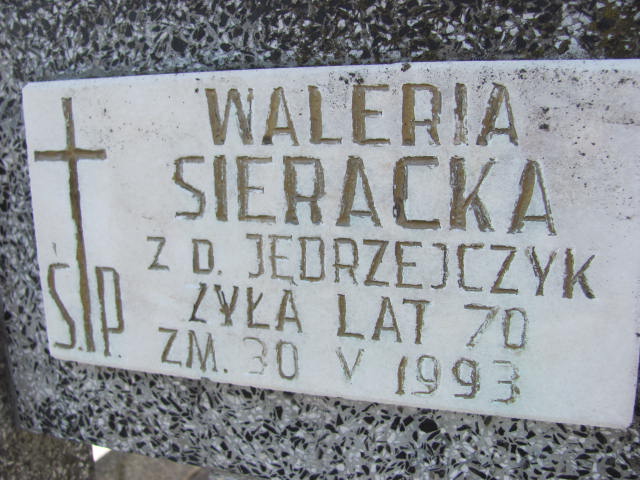 WALERIA
SIERACKA
Z D. JĘDRZEJCZYK
ŻYŁA LAT 70
ZM. 30 V 1993
Ś.P.